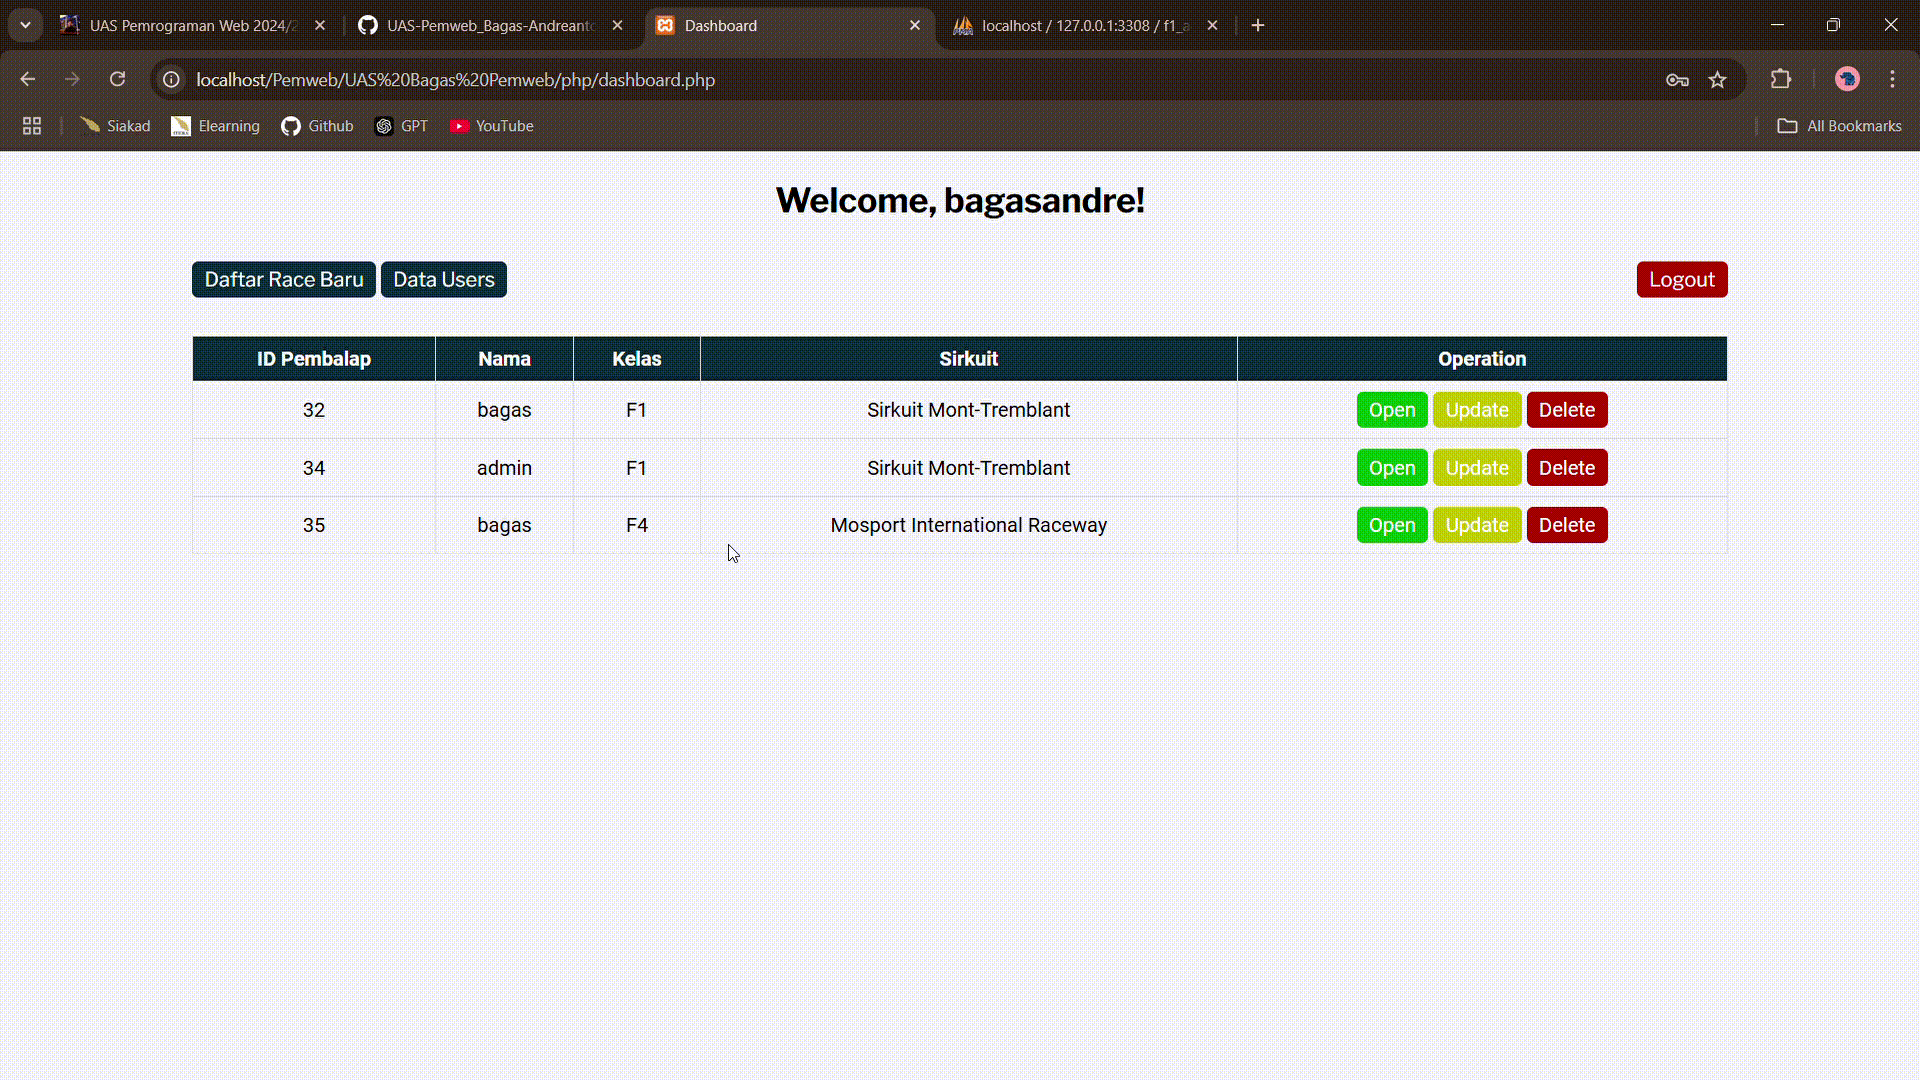 UAS Pemrograman Web 2024/2
UAS-Pemweb_Bagas-Andreant
Dashboard
localhost / 127.0.0.1:3308 / f1_a
localhost/Pemweb/UAS%20Bagas%20Pemweb/php/dashboard.php
Siakad Elearning Github GPT YouTube All Bookmarks
Welcome, bagasandre!
Daftar Race Baru Data Users Logout
ID Pembalap Nama Kelas Sirkuit Operation
32 bagas F1 Sirkuit Mont-Tremblant Open Update Delete
34 admin F1 Sirkuit Mont-Tremblant Open Update Delete
35 bagas F4 Mosport International Raceway Open Update Delete